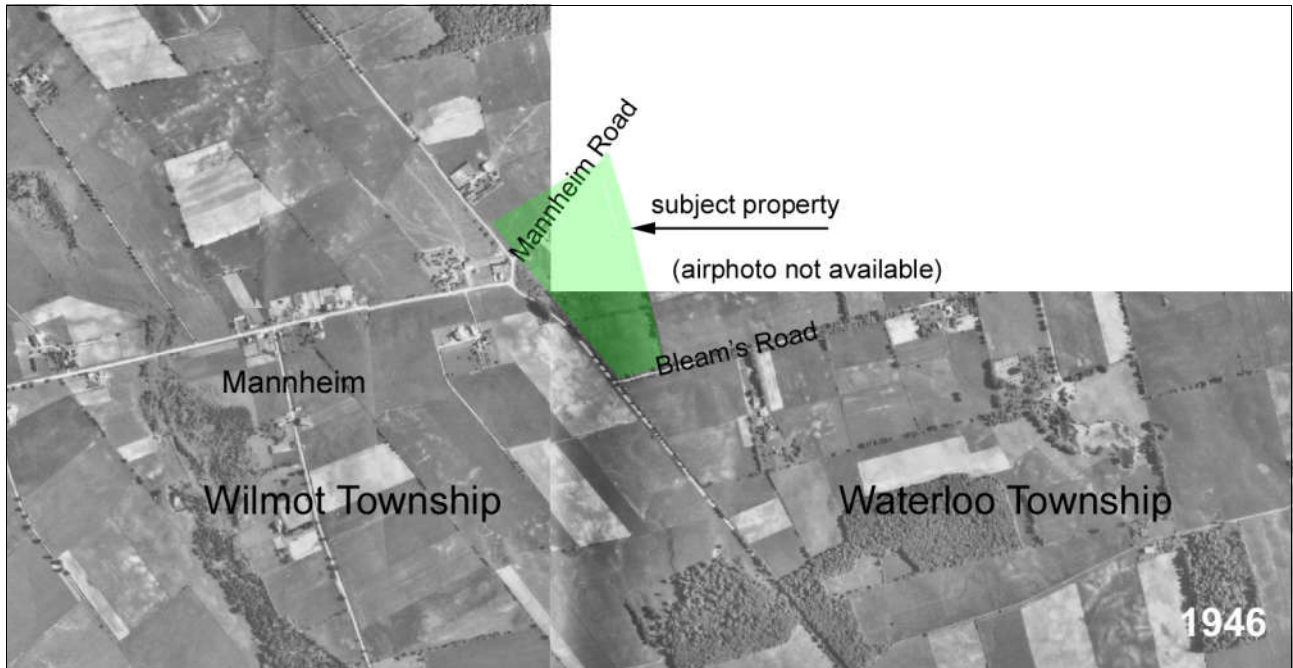 Mannheim Road
subject property
(airphoto not available)
Bleam's Road
Mannheim
Wilmot Township
Waterloo Township
1946